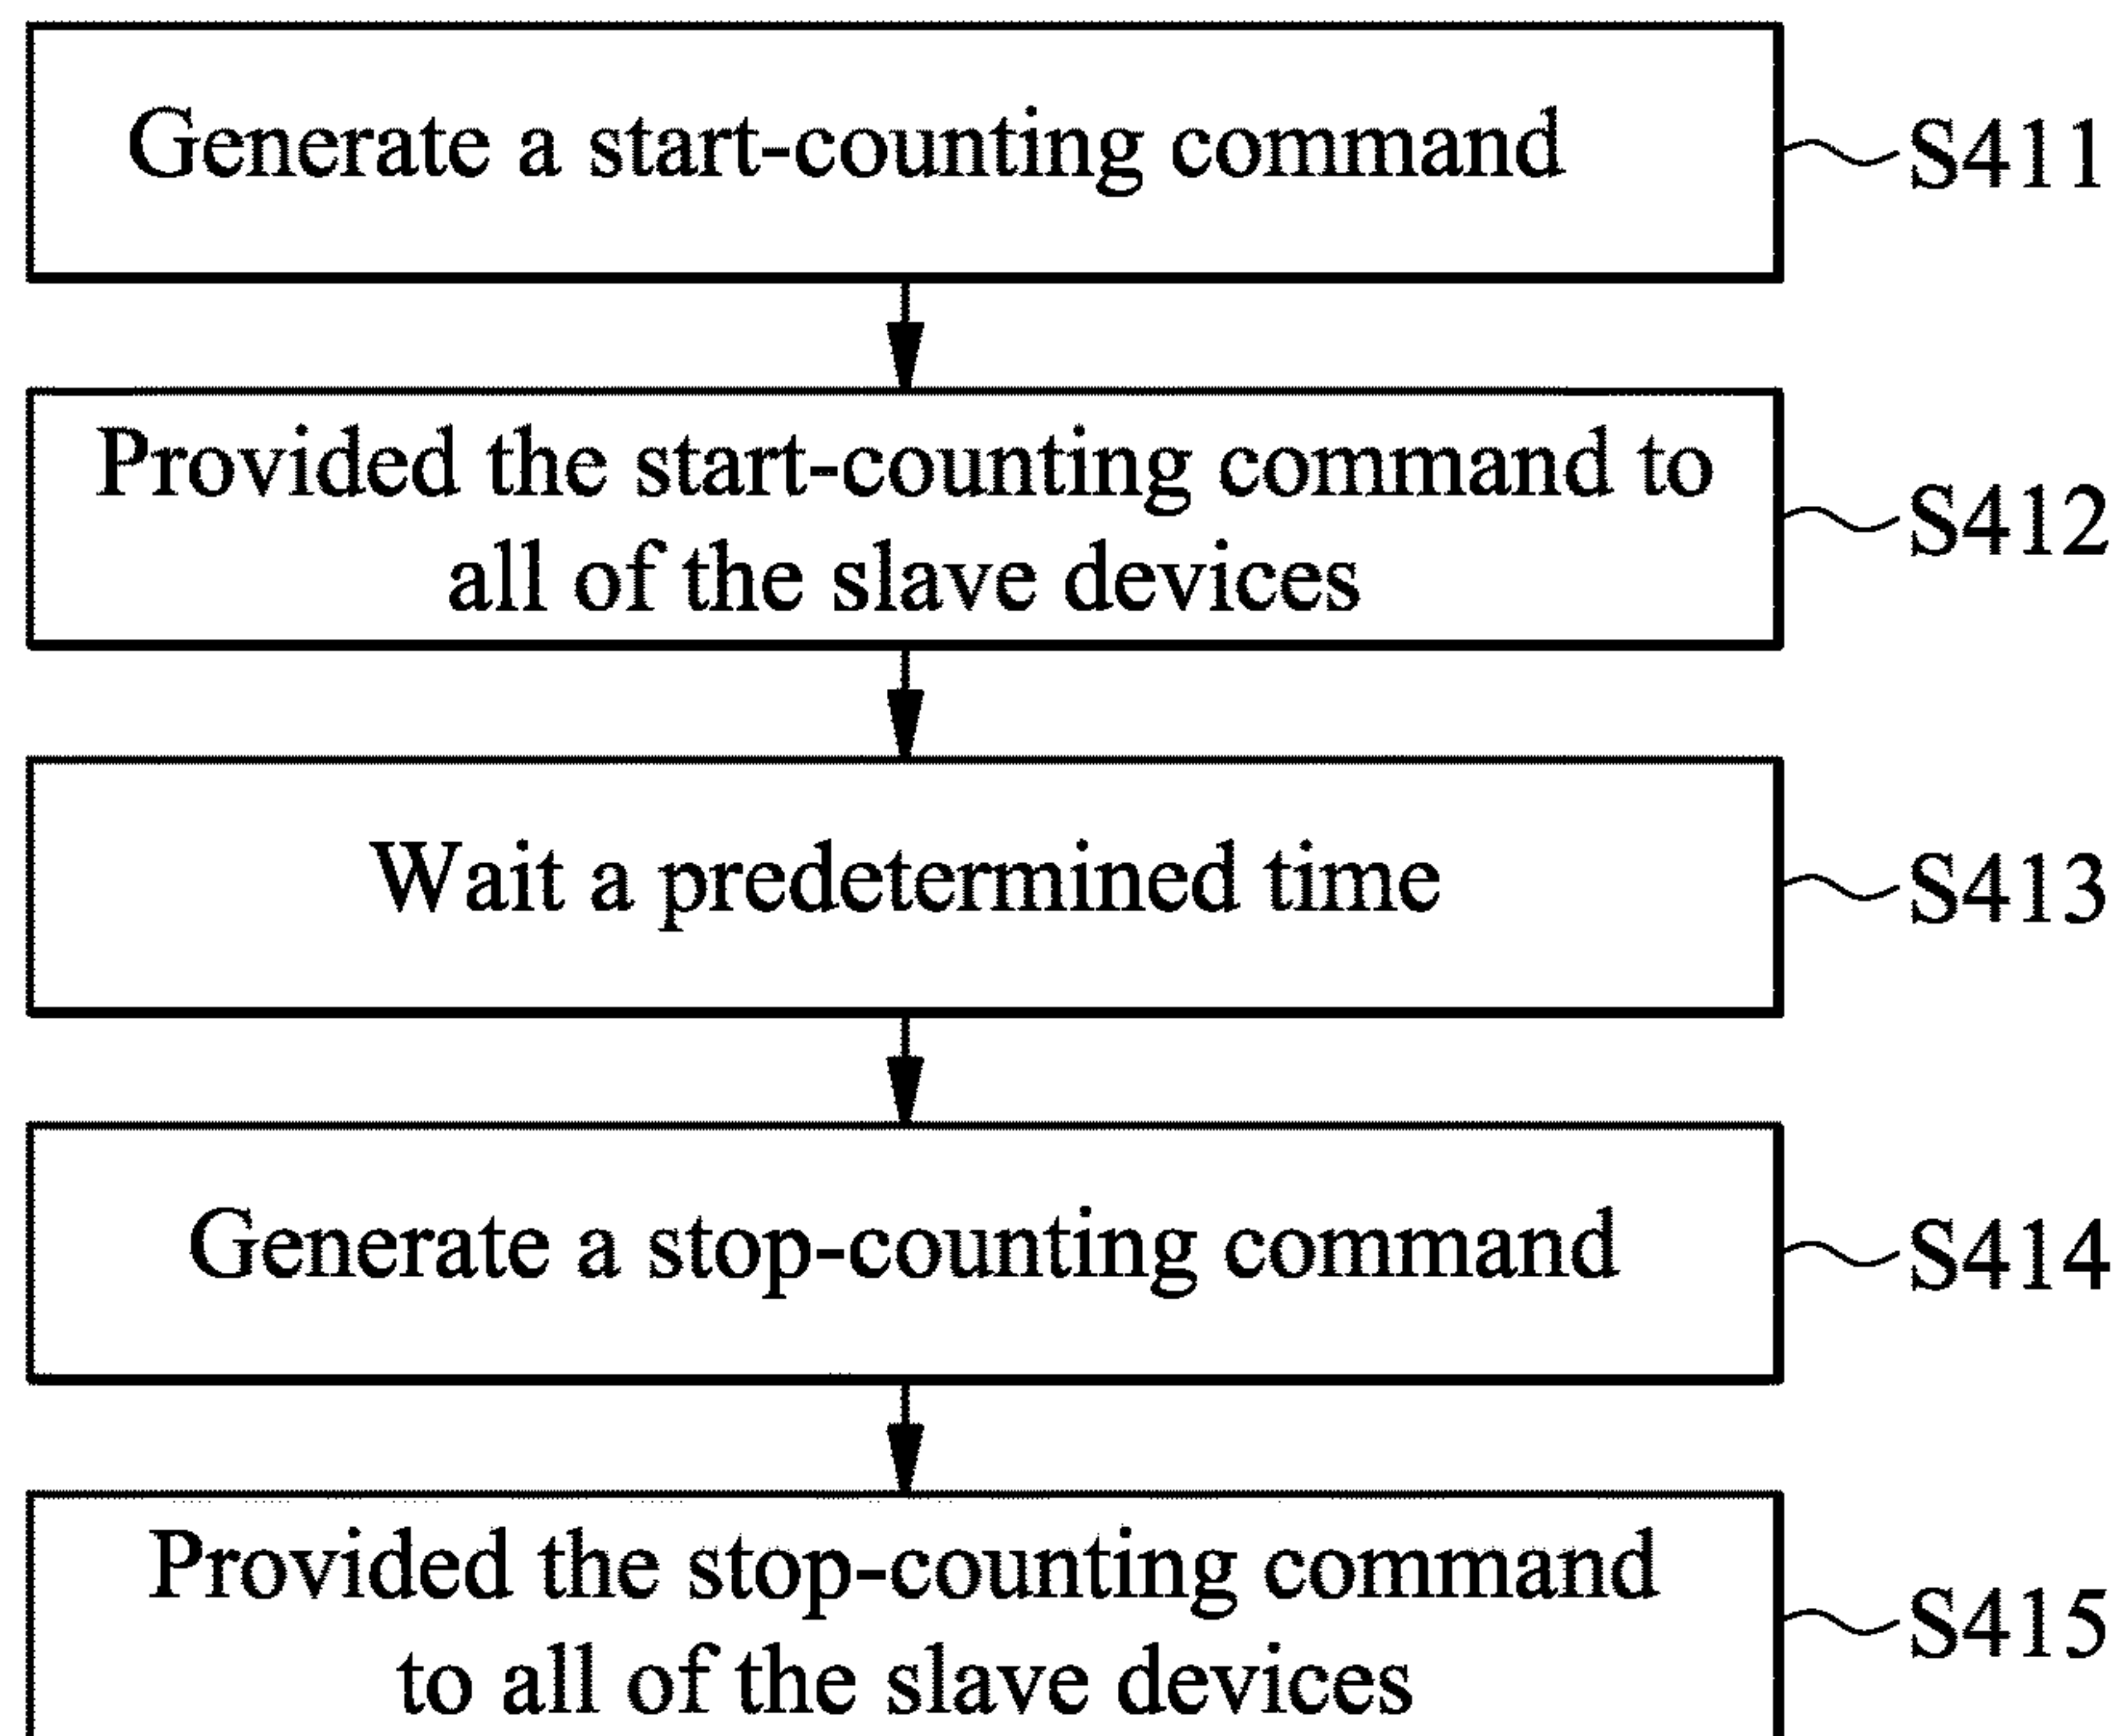 Generate a start-counting command
S411
Provided the start-counting command to
all of the slave devices
S412
Wait a predetermined time
S413
Generate a stop-counting command
S414
Provided the stop-counting command
to all of the slave devices
S415